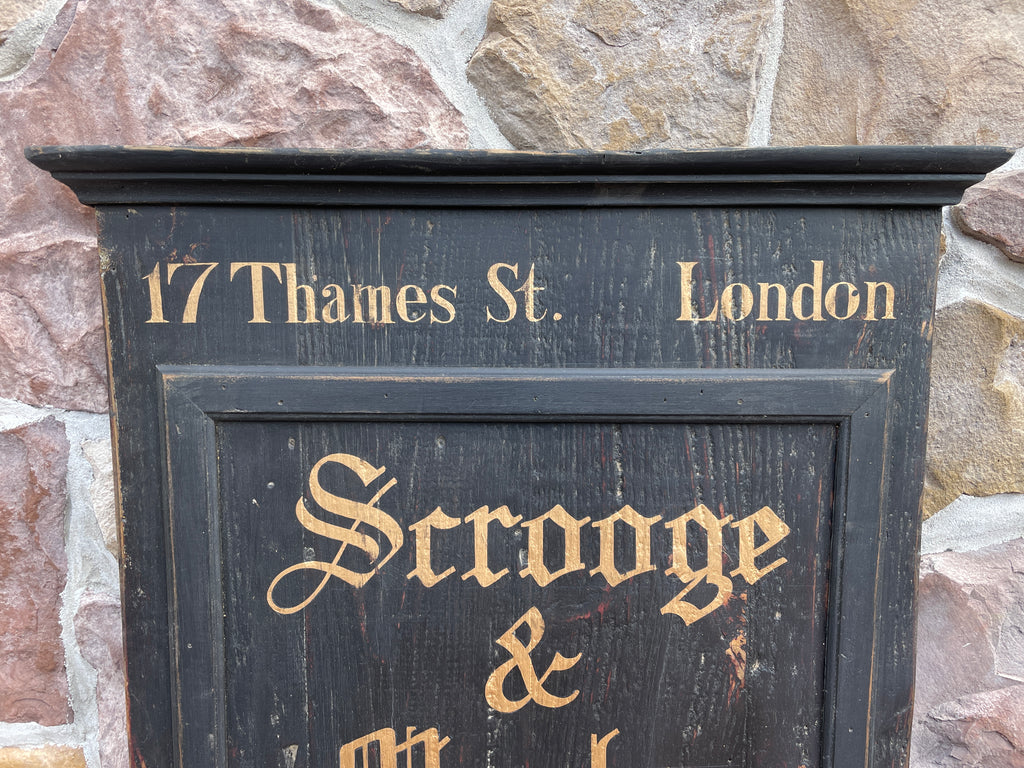 17 Thames St. London
Scrooge
&